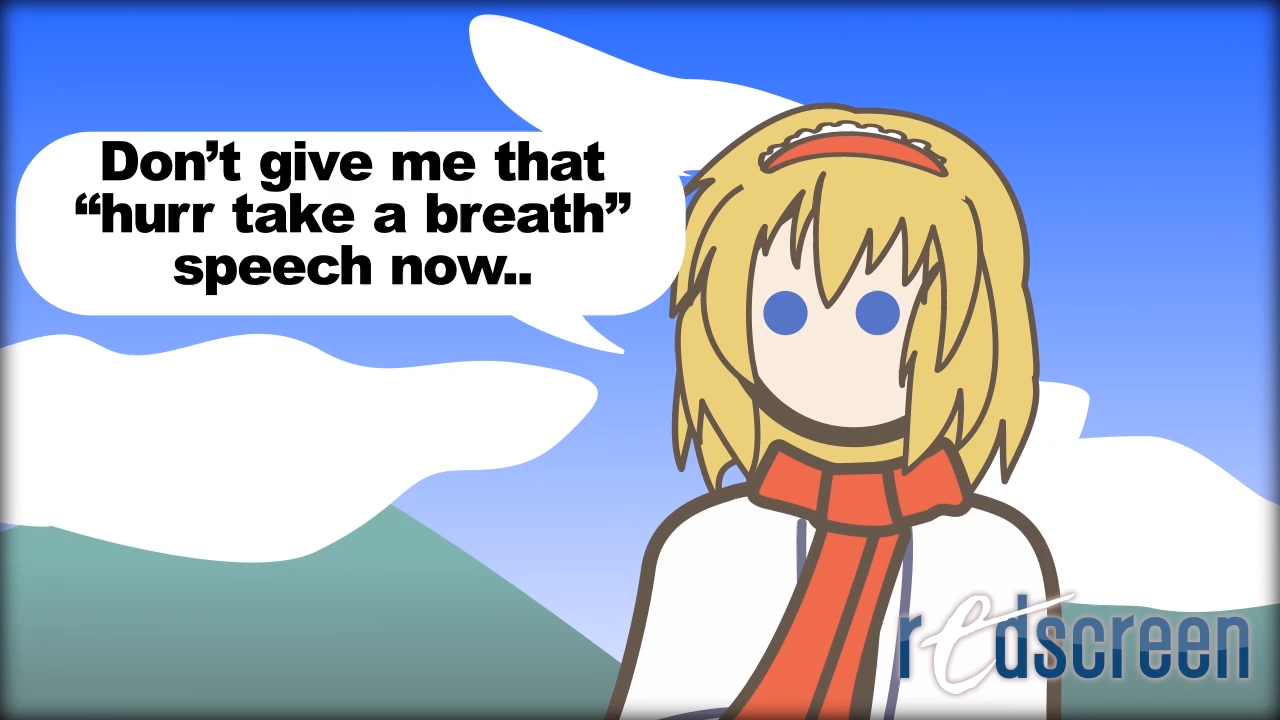 Don’t give me that
“hurr take a breath”
speech now..
redscreen